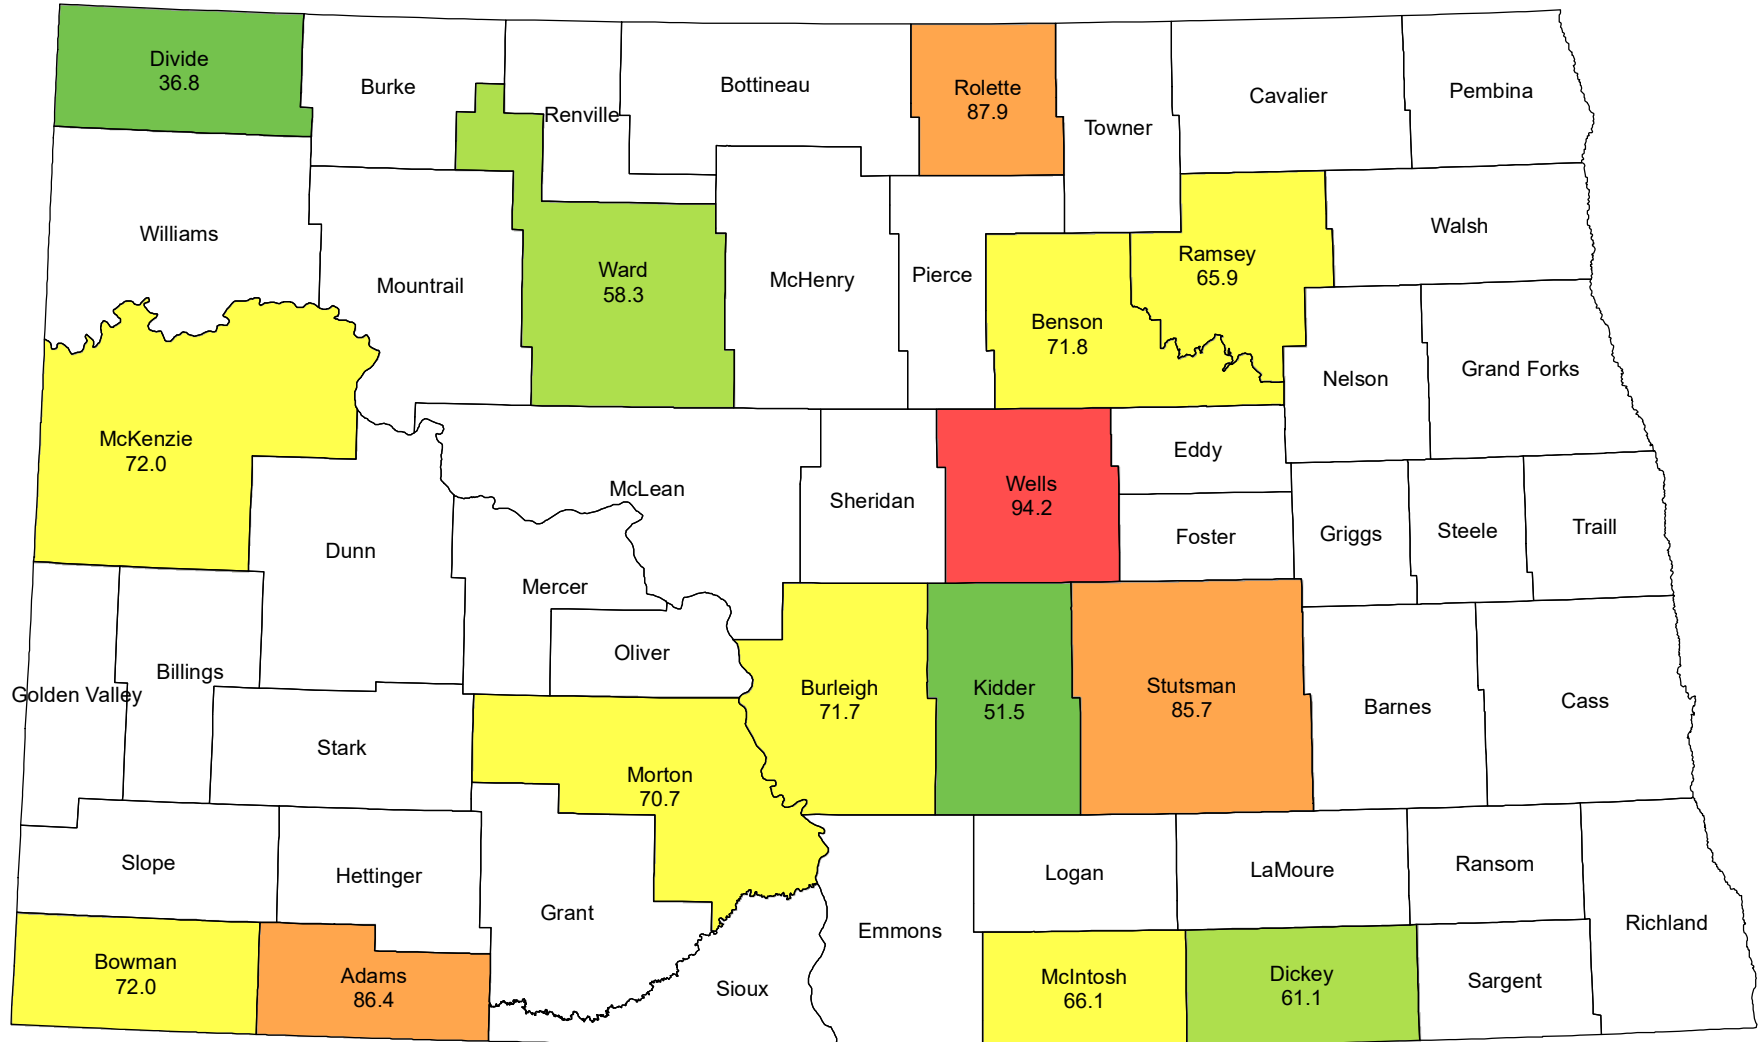 Divide
36.8
Burke
Renville
Bottineau
Rolette
87.9
Towner
Cavalier
Pembina
Williams
Mountrail
Ward
58.3
McHenry
Pierce
Benson
71.8
Ramsey
65.9
Walsh
Nelson
Grand Forks
McKenzie
72.0
Dunn
McLean
Mercer
Oliver
Sheridan
Wells
94.2
Eddy
Foster
Griggs
Steele
Traill
Golden Valley
Billings
Stark
Morton
70.7
Burleigh
71.7
Kidder
51.5
Stutsman
85.7
Barnes
Cass
Slope
Hettinger
Grant
Sioux
Emmons
Logan
LaMoure
Ransom
Richland
Bowman
72.0
Adams
86.4
McIntosh
66.1
Dickey
61.1
Sargent